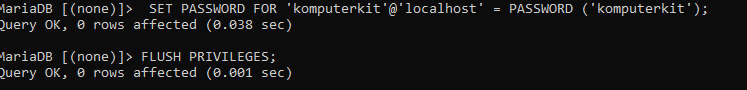 MariaDB [(none)]>  SET PASSWORD FOR 'komputerkit'@'localhost' = PASSWORD ('komputerkit');
Query OK, 0 rows affected (0.038 sec)
MariaDB [(none)]> FLUSH PRIVILEGES;
Query OK, 0 rows affected (0.001 sec)